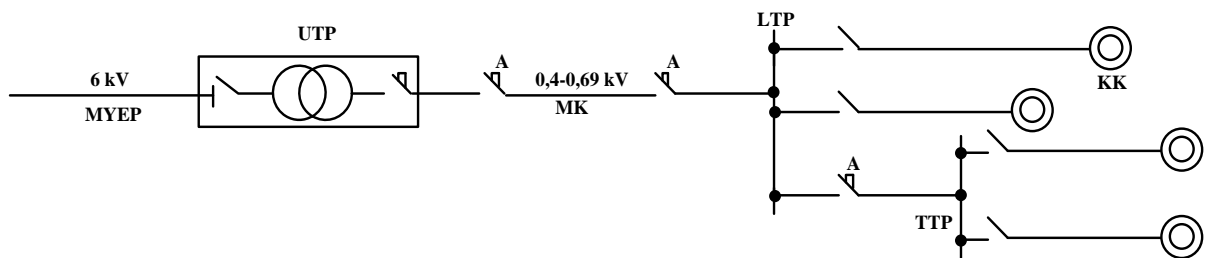 UTP
6 kV
MYEP
A
0,4-0,69 kV
MK
A
LTP
KK
A
TTP